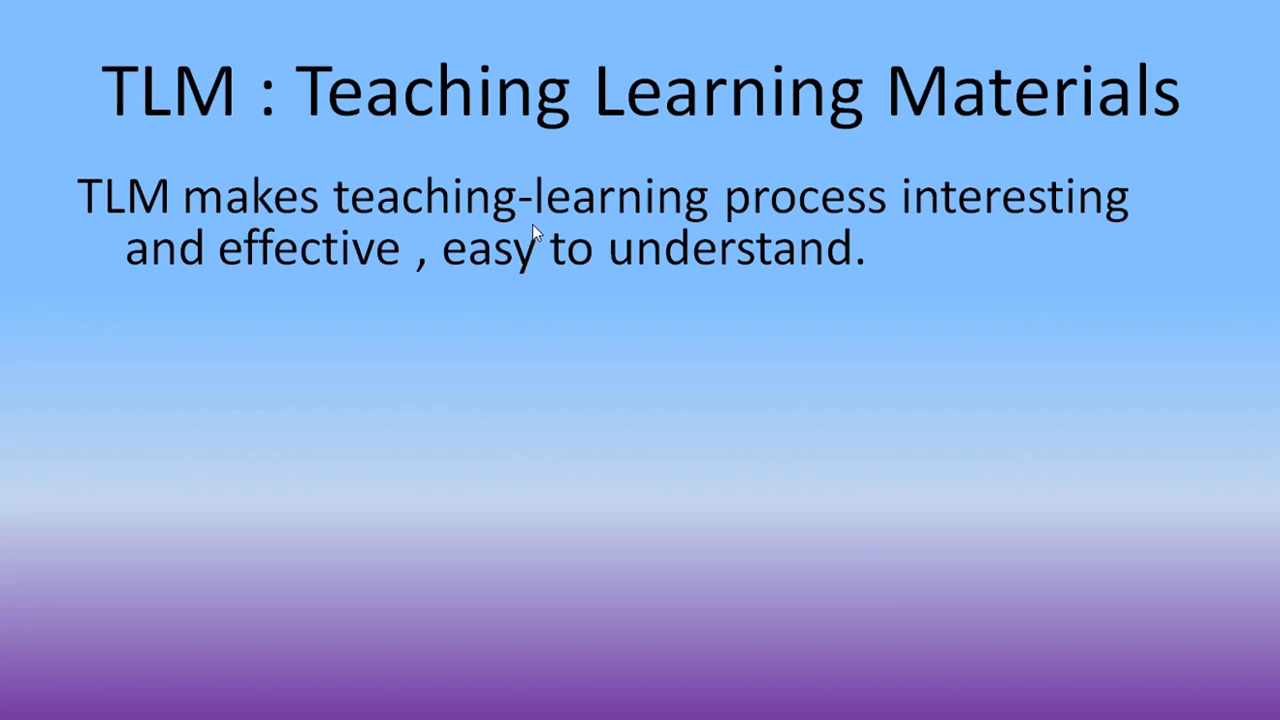 TLM : Teaching Learning Materials
TLM makes teaching-learning process interesting
and effective , easy to understand.